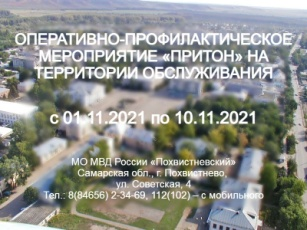 ОПЕРАТИВНО-ПРОФИЛАКТИЧЕСКОЕ
МЕРОПРИЯТИЕ «ПРИТОН» НА
ТЕРРИТОРИИ ОБСЛУЖИВАНИЯ
с 01.11.2021 по 10.11.2021
МО МВД России «Похвистневский»
Самарская обл., г. Похвистнево,
ул. Советская, 4
Тел.: 8(84656) 2-34-69, 112(102) – с мобильного